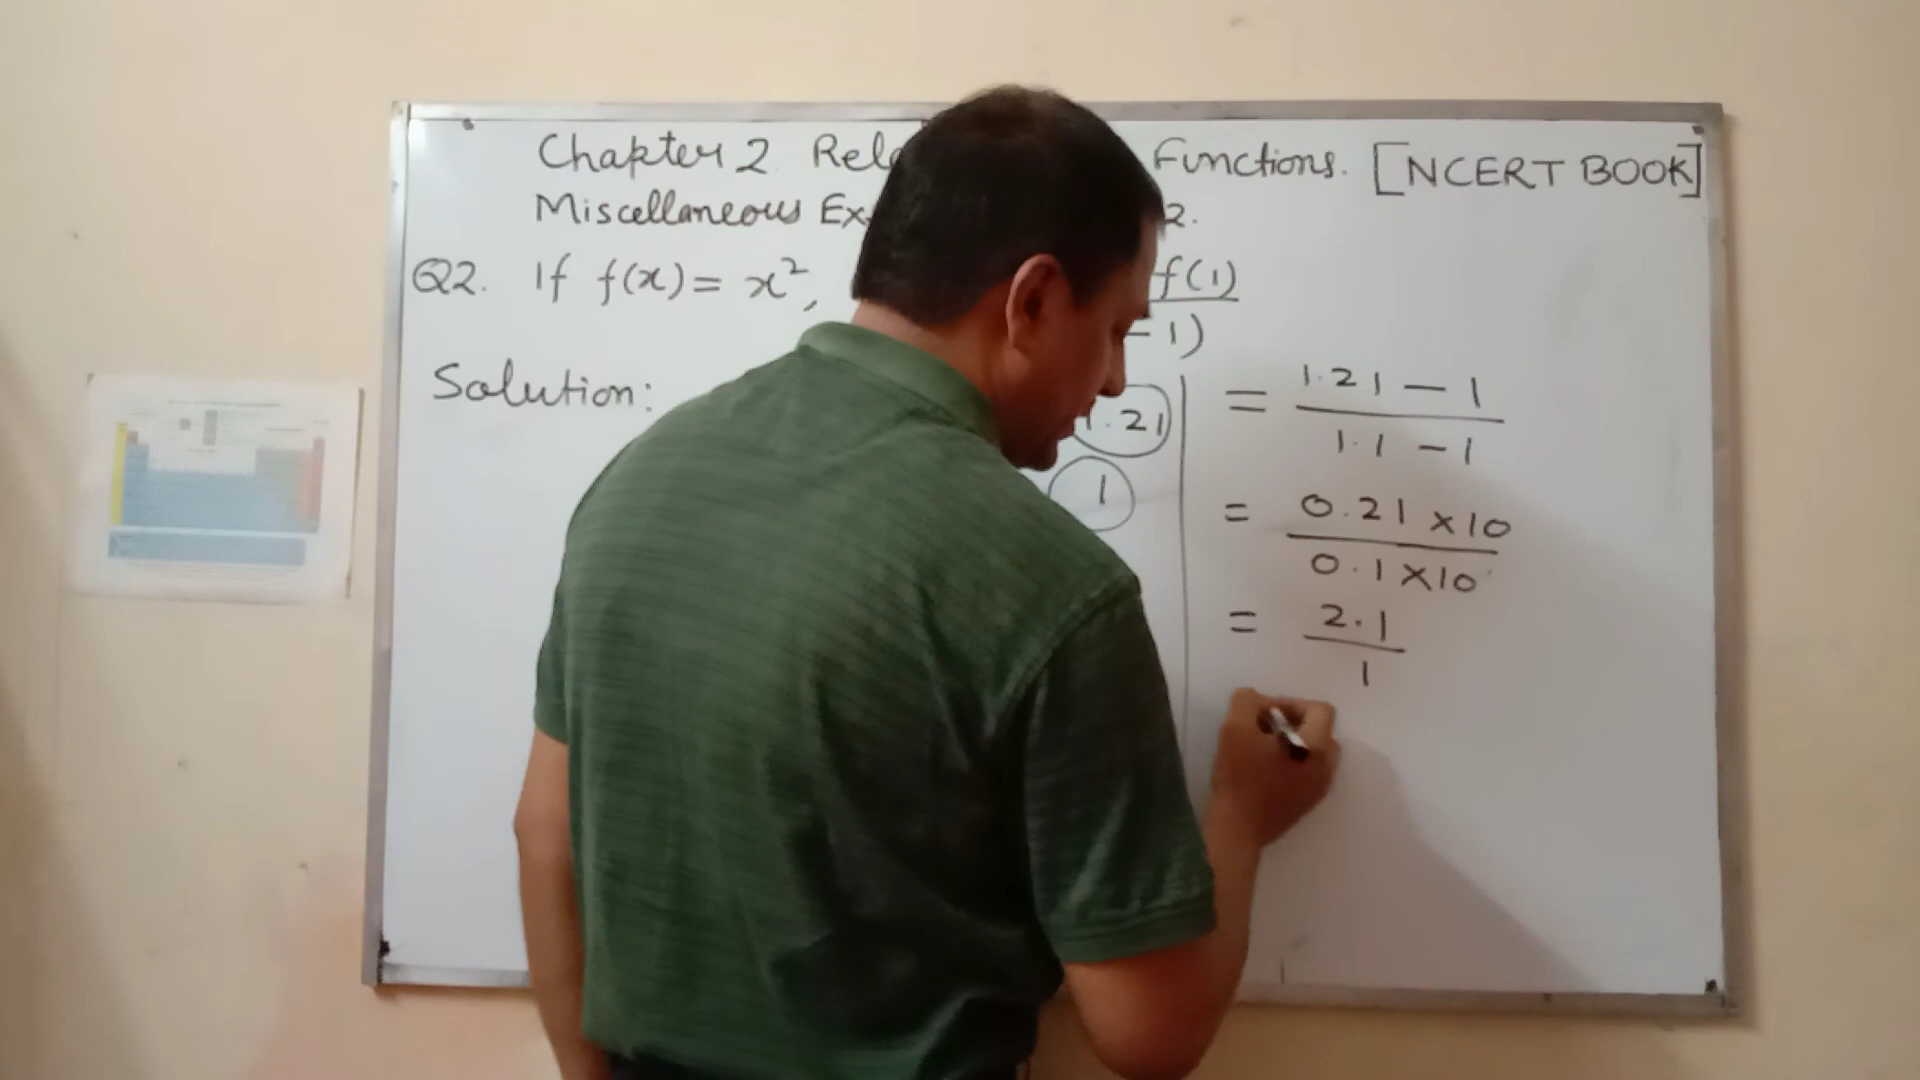 Chapter 2 Rel Functions. [NCERT BOOK]
Miscellaneous Ex 2.
Q2. If f(x) = x², f(1)
- 1)
Solution:
1.21
1
= 1.21 - 1
1.1 - 1
= 0.21 x 10
0.1 x 10
= 2.1
1